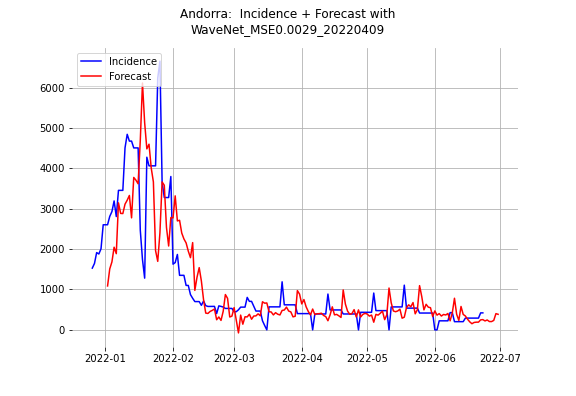 Andorra:  Incidence + Forecast with
WaveNet_MSE0.0029_20220409
Incidence
Forecast
6000
5000
4000
3000
2000
1000
0
2022-01 2022-02 2022-03 2022-04 2022-05 2022-06 2022-07